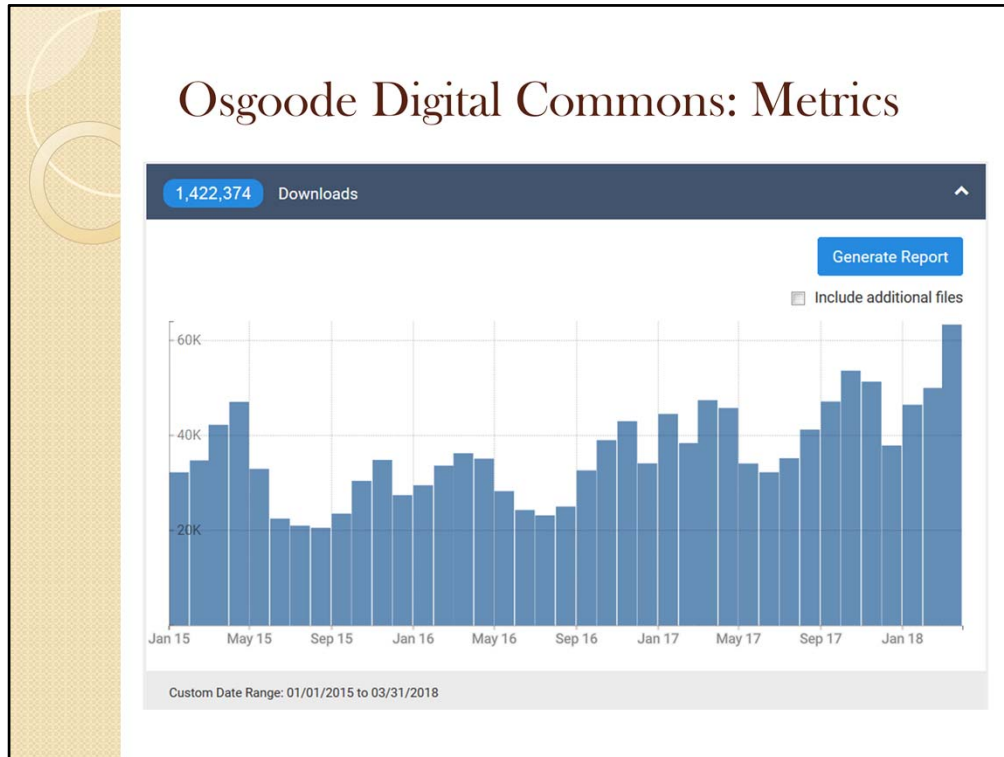 Osgoode Digital Commons: Metrics
1,422,374 Downloads
Generate Report
Include additional files
60K
40K
20K
Jan 15 May 15 Sep 15 Jan 16 May 16 Sep 16 Jan 17 May 17 Sep 17 Jan 18
Custom Date Range: 01/01/2015 to 03/31/2018